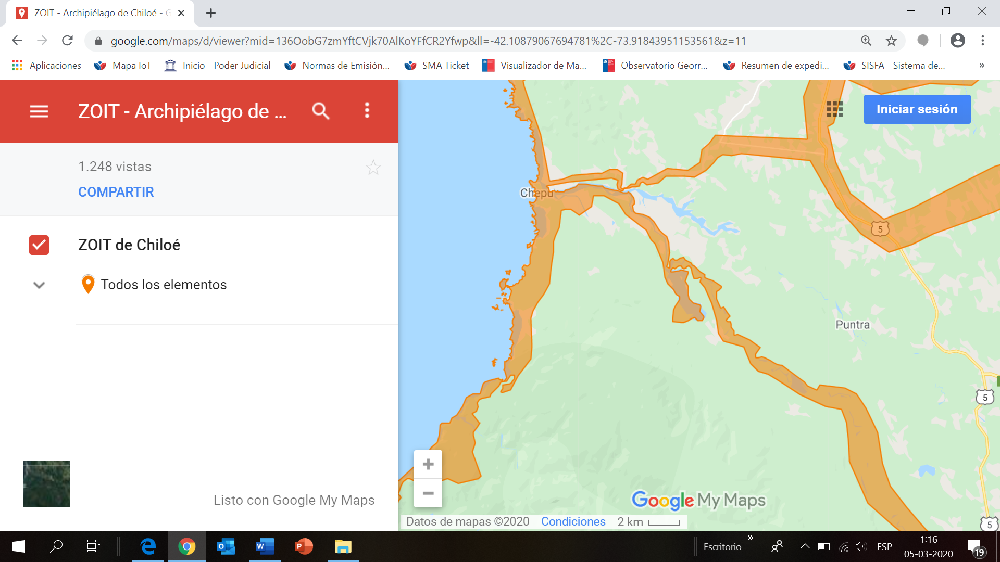 ZOIT - Archipiélago de Chiloé - G
google.com/maps/d/viewer?mid=136OobG7zmYftCVjk70AlKoYFfCR2Yfwp&ll=-42.10879067694781%2C-73.91843951153561&z=11
Aplicaciones Mapa IoT Inicio - Poder Judicial Normas de Emisión... SMA Ticket Visualizador de Ma... Observatorio Georr... Resumen de expedi... SISFA - Sistema de... »
ZOIT - Archipiélago de ...
Iniciar sesión
1.248 vistas
COMPARTIR
Chepu
5
ZOIT de Chiloé
Todos los elementos
Puntra
5
Listo con Google My Maps
Google My Maps
Datos de mapas ©2020 Condiciones 2 km
5
Escritorio » ESP 1:16
05-03-2020
19